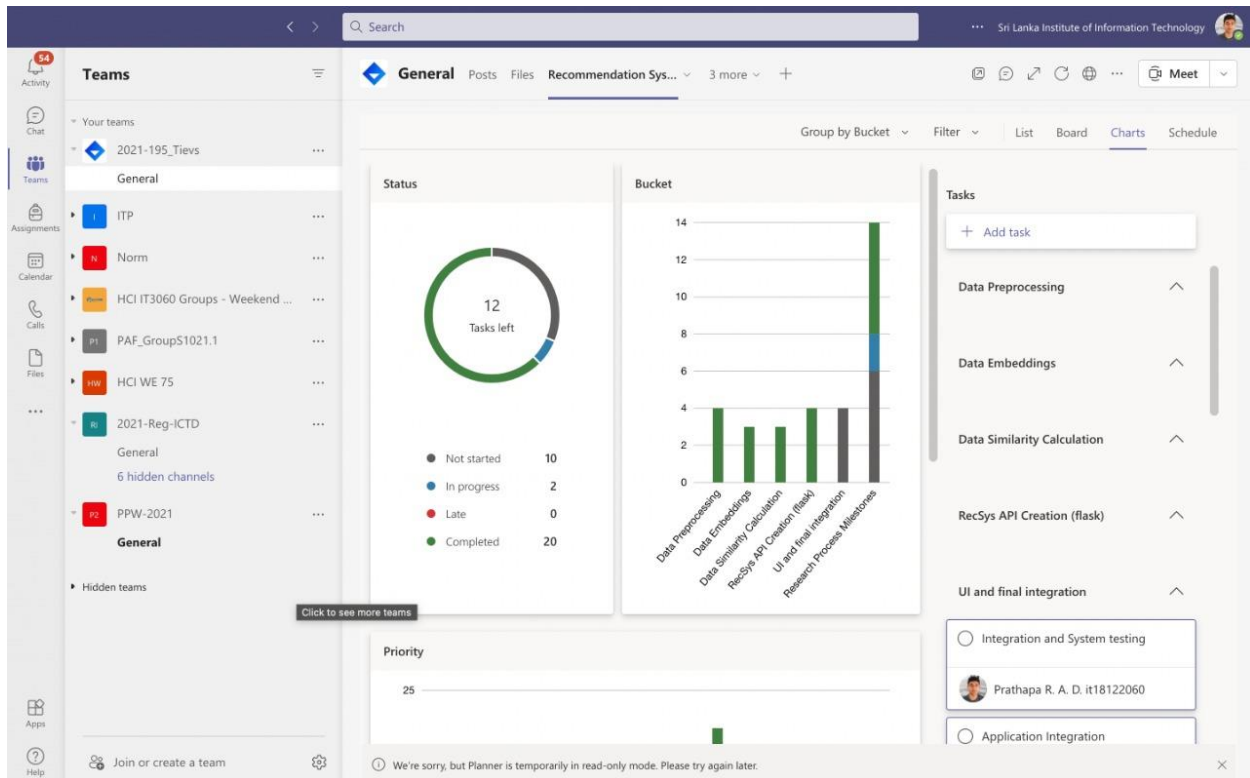 Search
Sri Lanka Institute of Information Technology
54
Activity
Chat
Teams
Assignments
Calendar
Calls
Files
Apps
Help
Teams
Your teams
2021-195_Tievs
General
I ITP
N Norm
HCI IT3060 Groups - Weekend ...
P1 PAF_GroupS1021.1
HW HCI WE 75
RI 2021-Reg-ICTD
General
6 hidden channels
P2 PPW-2021
General
Hidden teams
Click to see more teams
Join or create a team
General Posts Files Recommendation Sys... 3 more
Meet
Group by Bucket Filter List Board Charts Schedule
Status
12
Tasks left
Not started 10
In progress 2
Late 0
Completed 20
Bucket
14
12
10
8
6
4
2
0
Data Preprocessing
Data Embeddings
Data Similarity Calculation
RecSys API Creation (flask)
UI and final integration
Research Process Milestones
Priority
25
Tasks
+ Add task
Data Preprocessing
Data Embeddings
Data Similarity Calculation
RecSys API Creation (flask)
UI and final integration
Integration and System testing
Prathapa R. A. D. it18122060
Application Integration
We're sorry, but Planner is temporarily in read-only mode. Please try again later.